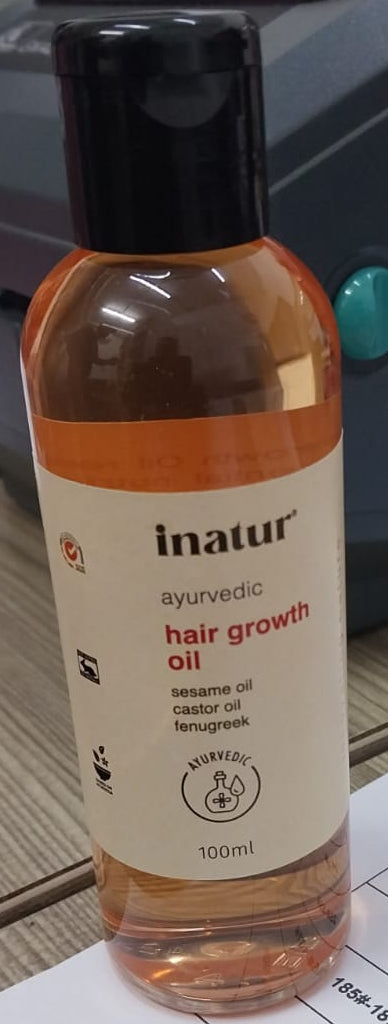 inatur®
ayurvedic
hair growth
oil
sesame oil
castor oil
fenugreek
AYURVEDIC
100ml